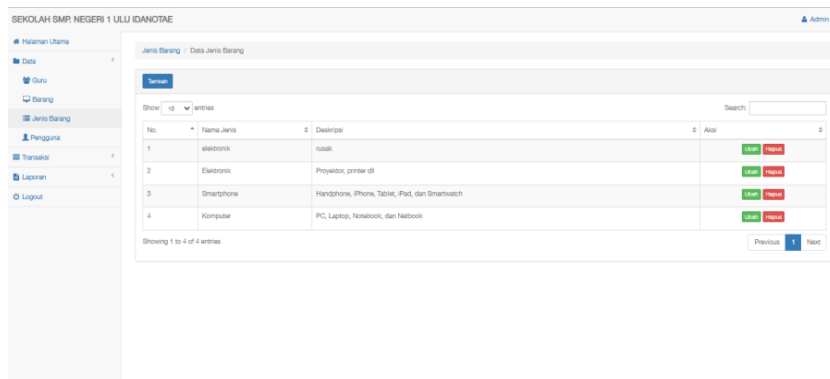 SEKOLAH SMP. NEGERI 1 ULU IDANOTAE
Admin
Halaman Utama
Data
Guru
Barang
Jenis Barang
Pengguna
Transaksi
Laporan
Logout
Jenis Barang / Data Jenis Barang
Tambah
Show 10 entries Search:
No. Nama Jenis Deskripsi Aksi
1 elektronik rusak Ubah Hapus
2 Elektronik Proyektor, printer dll Ubah Hapus
3 Smartphone Handphone, iPhone, Tablet, iPad, dan Smartwatch Ubah Hapus
4 Komputer PC, Laptop, Notebook, dan Netbook Ubah Hapus
Showing 1 to 4 of 4 entries Previous 1 Next